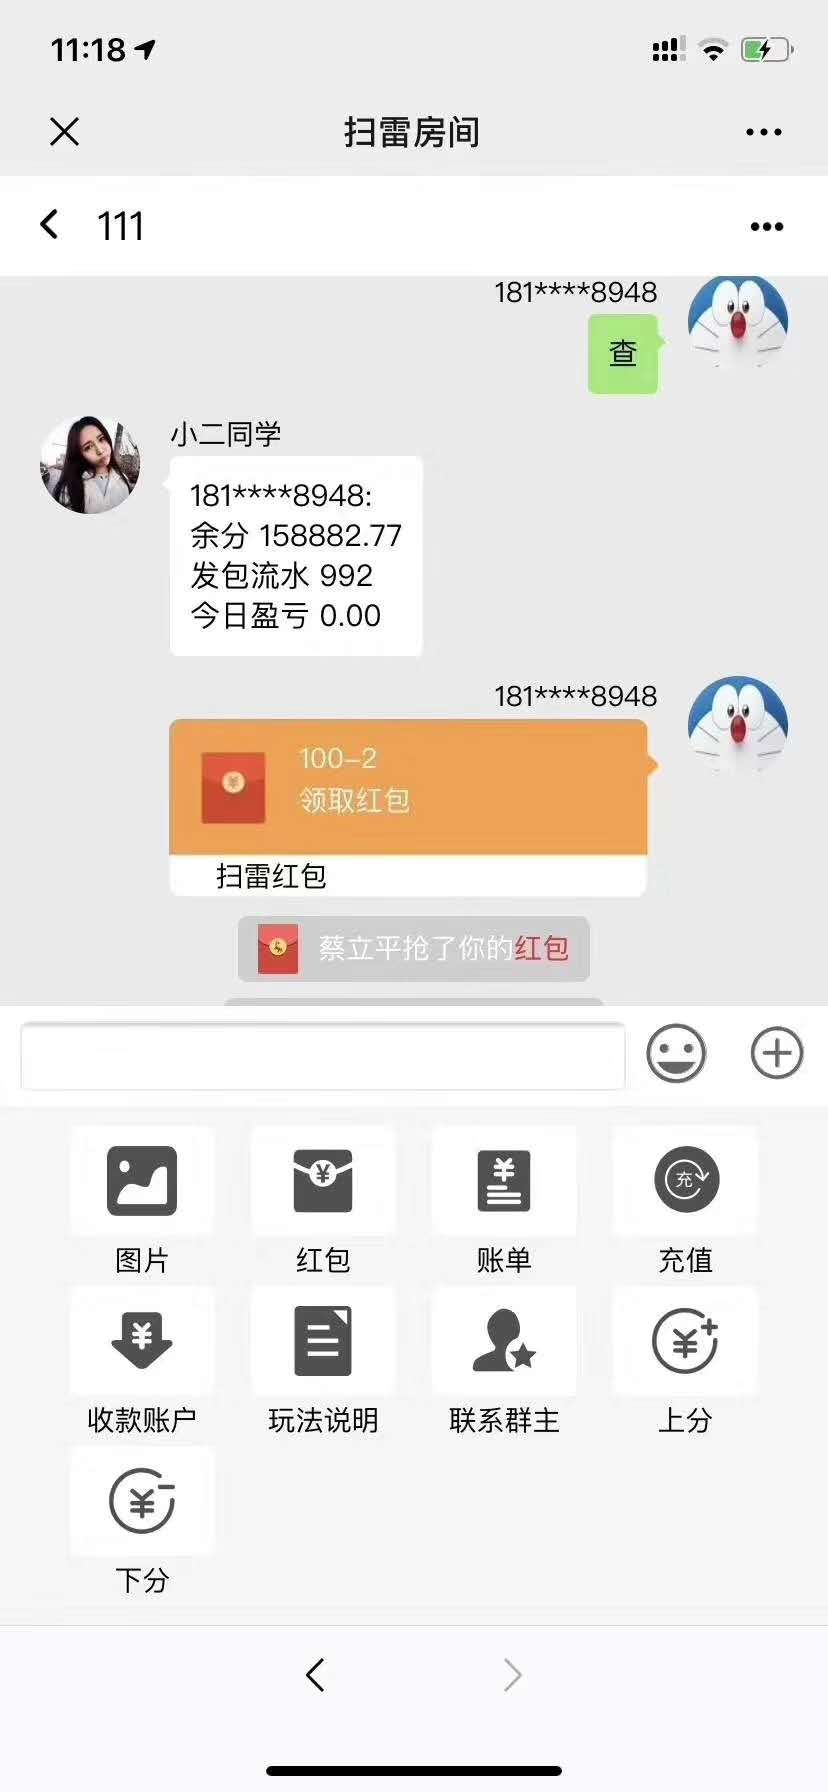 11:18
扫雷房间
111
181****8948
查
小二同学
181****8948:
余分 158882.77
发包流水 992
今日盈亏 0.00
181****8948
100-2
领取红包
扫雷红包
蔡立平抢了你的红包
图片
红包
账单
充
充值
收款账户
玩法说明
联系群主
上分
下分